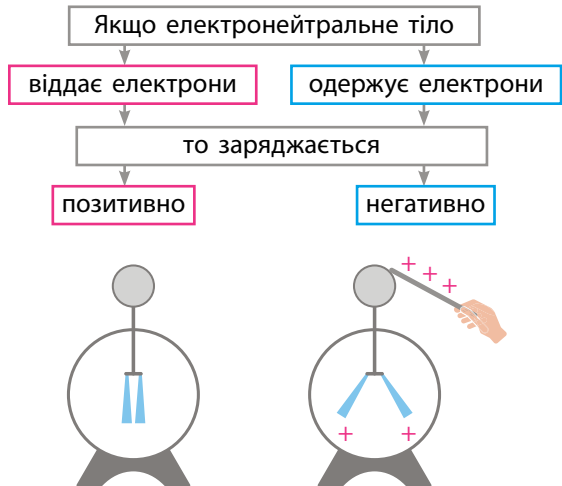 Якщо електронейтральне тіло
віддає електрони
одержує електрони
то заряджається
позитивно
негативно
+ + +
+ +